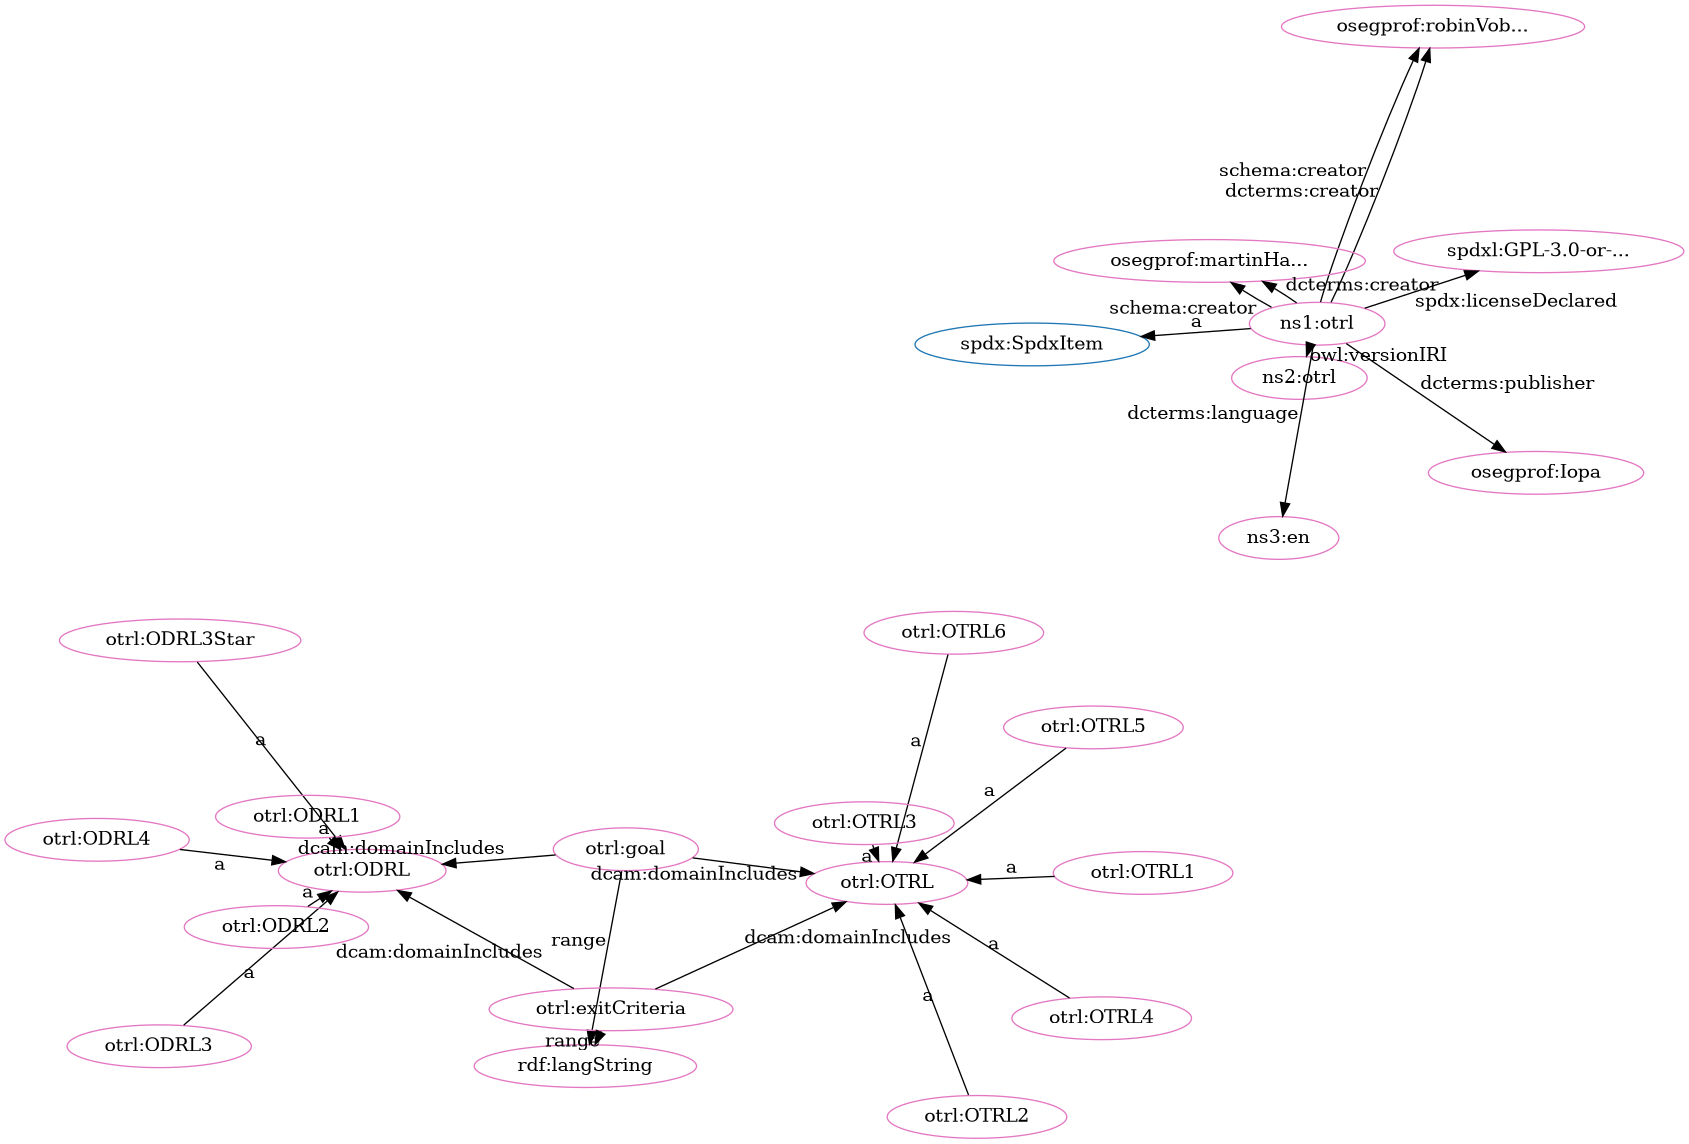 osegprof:robinVob...
schema:creator
dcterms:creator
spdxl:GPL-3.0-or-...
osegprof:martinHa...
dcterms:creator
spdx:licenseDeclared
schema:creator
a
ns1:otrl
spdx:SpdxItem
owl:versionIRI
ns2:otrl
dcterms:publisher
dcterms:language
osegprof:Iopa
ns3:en
otrl:ODRL3Star
otrl:OTRL6
otrl:OTRL5
a
a
a
otrl:ODRL1
otrl:OTRL3
a
otrl:ODRL4
dcam:domainIncludes
otrl:goal
a
a
a
otrl:ODRL
dcam:domainIncludes
otrl:OTRL
otrl:OTRL1
a
otrl:ODRL2
range
dcam:domainIncludes
dcam:domainIncludes
a
a
a
otrl:exitCriteria
otrl:OTRL4
otrl:ODRL3
range
rdf:langString
otrl:OTRL2